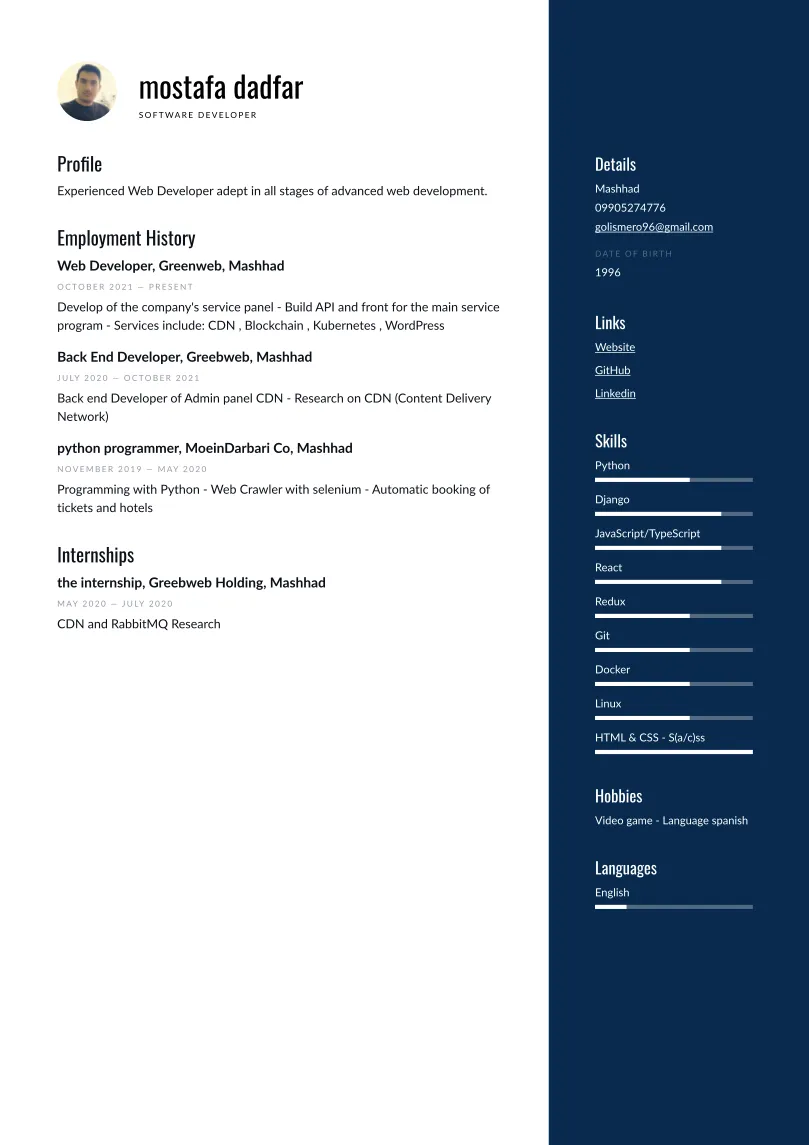 mostafa dadfar
SOFTWARE DEVELOPER
Profile
Experienced Web Developer adept in all stages of advanced web development.
Employment History
Web Developer, Greenweb, Mashhad
OCTOBER 2021 — PRESENT
Develop of the company's service panel - Build API and front for the main service
program - Services include: CDN , Blockchain , Kubernetes , WordPress
Back End Developer, Greebweb, Mashhad
JULY 2020 — OCTOBER 2021
Back end Developer of Admin panel CDN - Research on CDN (Content Delivery
Network)
python programmer, MoeinDarbari Co, Mashhad
NOVEMBER 2019 — MAY 2020
Programming with Python - Web Crawler with selenium - Automatic booking of
tickets and hotels
Internships
the internship, Greebweb Holding, Mashhad
MAY 2020 — JULY 2020
CDN and RabbitMQ Research
Details
Mashhad
09905274776
golismero96@gmail.com
DATE OF BIRTH
1996
Links
Website
GitHub
Linkedin
Skills
Python
Django
JavaScript/TypeScript
React
Redux
Git
Docker
Linux
HTML & CSS - S(a/c)ss
Hobbies
Video game - Language spanish
Languages
English